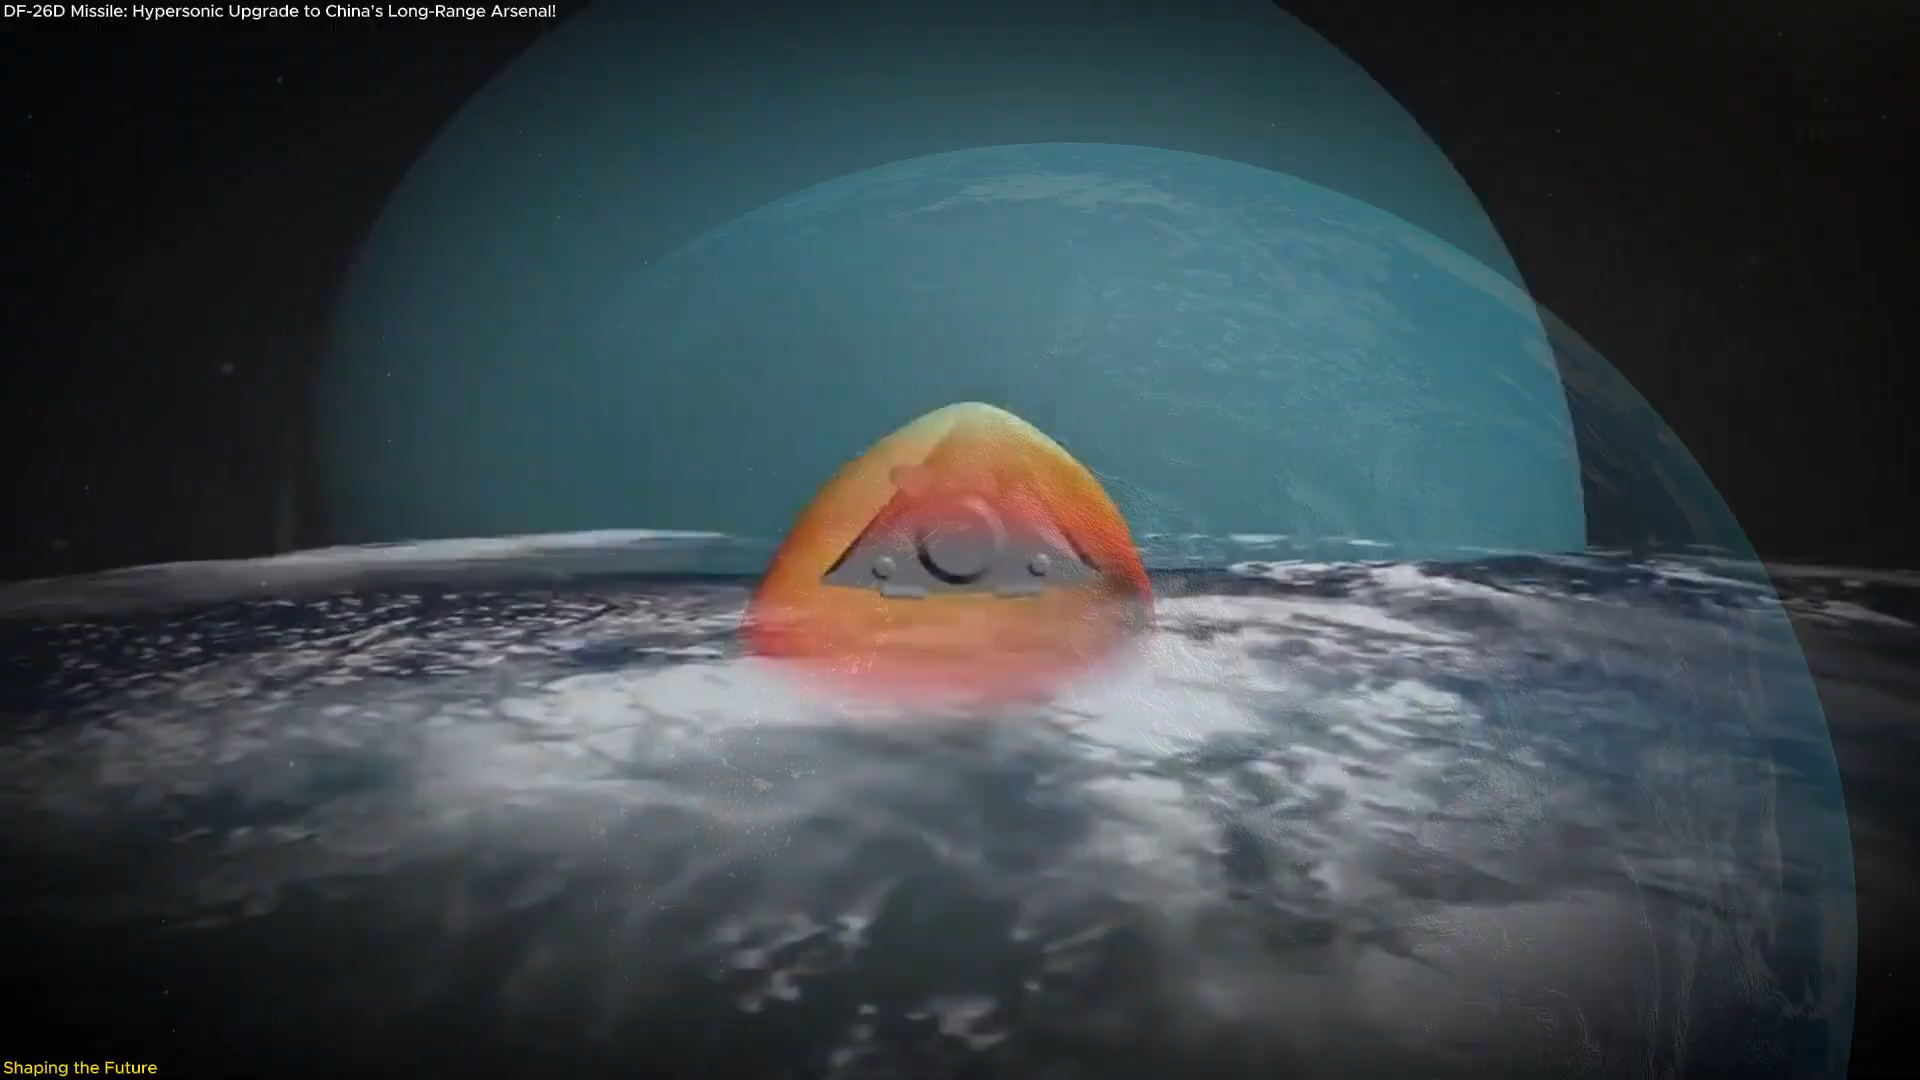 DF-26D Missile: Hypersonic Upgrade to China’s Long-Range Arsenal!
Shaping the Future